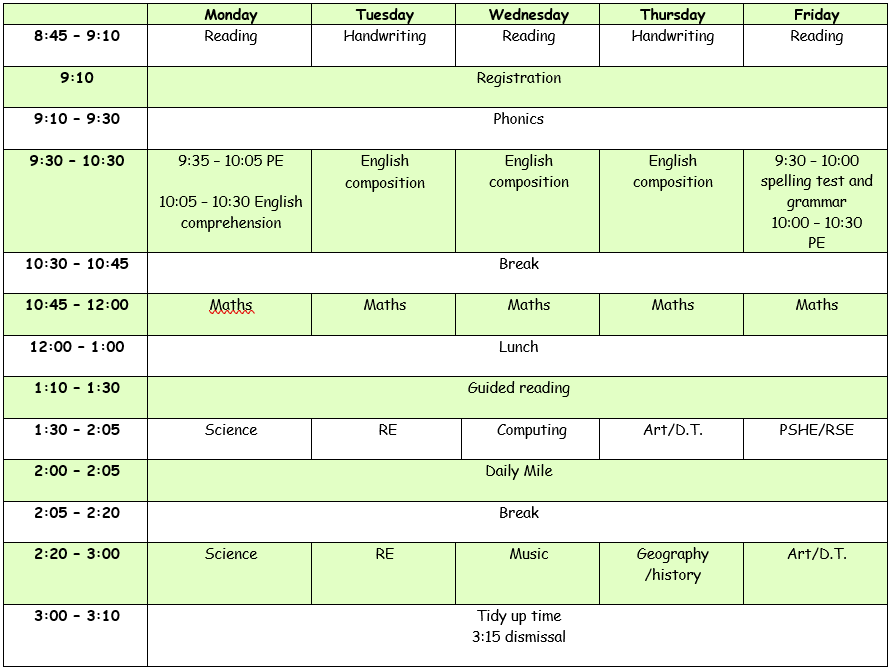 Monday Tuesday Wednesday Thursday Friday
8:45 – 9:10 Reading Handwriting Reading Handwriting Reading
9:10 Registration
9:10 – 9:30 Phonics
9:30 – 10:30 9:35 – 10:05 PE English English English 9:30 – 10:00
composition composition composition spelling test and
10:05 – 10:30 English grammar
comprehension 10:00 – 10:30
PE
10:30 – 10:45 Break
10:45 – 12:00 Maths Maths Maths Maths Maths
12:00 – 1:00 Lunch
1:10 – 1:30 Guided reading
1:30 – 2:05 Science RE Computing Art/D.T. PSHE/RSE
2:00 – 2:05 Daily Mile
2:05 – 2:20 Break
2:20 – 3:00 Science RE Music Geography Art/D.T.
/history
3:00 – 3:10 Tidy up time
3:15 dismissal